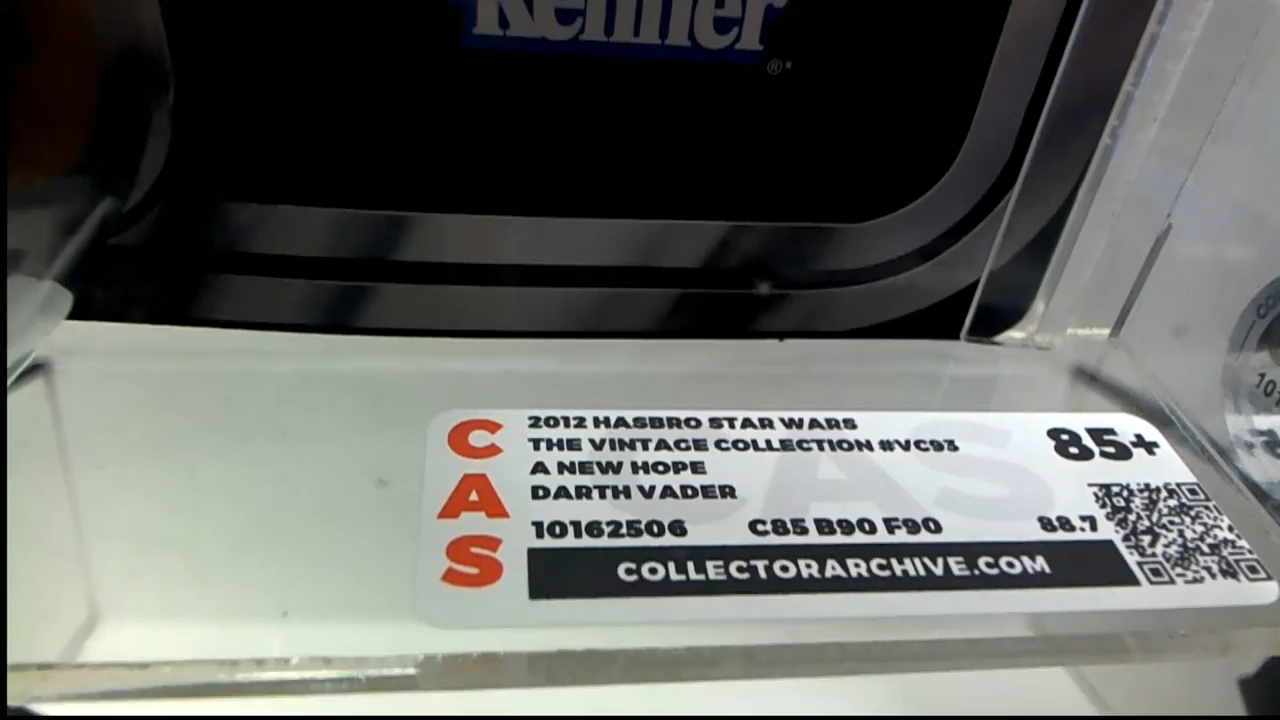 Kenner
®*
CAS
2012 HASBRO STAR WARS
THE VINTAGE COLLECTION #VC93
A NEW HOPE
DARTH VADER
85+
10162506 C85 B90 F90 88.7
COLLECTORARCHIVE.COM